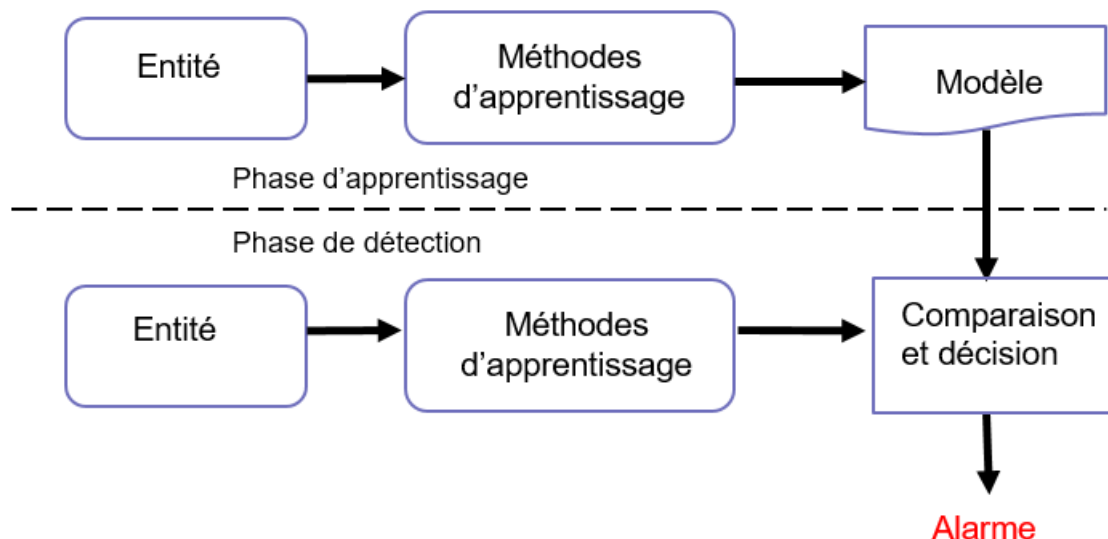 Entité
Méthodes
d’apprentissage
Modèle
Phase d’apprentissage
Phase de détection
Entité
Méthodes
d’apprentissage
Comparaison
et décision
Alarme